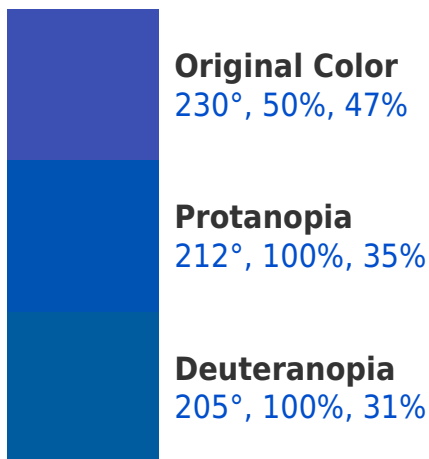 Original Color
230°, 50%, 47%
Protanopia
212°, 100%, 35%
Deuteranopia
205°, 100%, 31%